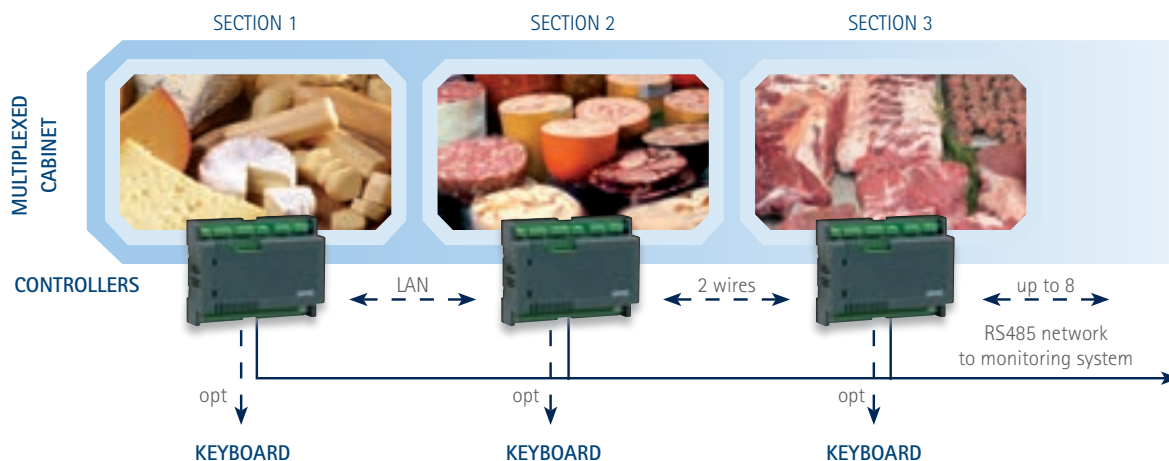 SECTION 1
SECTION 2
SECTION 3
MULTIPLEXED
CABINET
CONTROLLERS
LAN
2 wires
up to 8
RS485 network
to monitoring system
opt
opt
opt
KEYBOARD
KEYBOARD
KEYBOARD